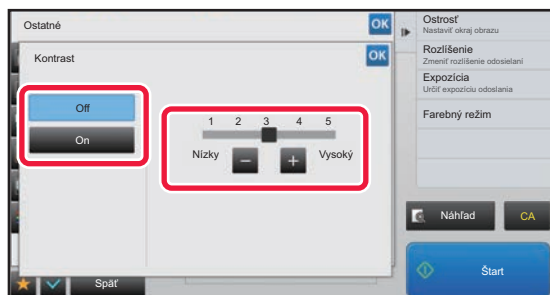 Ostatné
OK
Kontrast
OK
Off
On
1 2 3 4 5
Nízky
Vysoký
Späť
Ostrosť
Nastaviť okraj obrazu
Rozlíšenie
Zmeniť rozlíšenie odosielaní
Expozícia
Určiť expozíciu odoslania
Farebný režim
Náhľad
CA
Štart